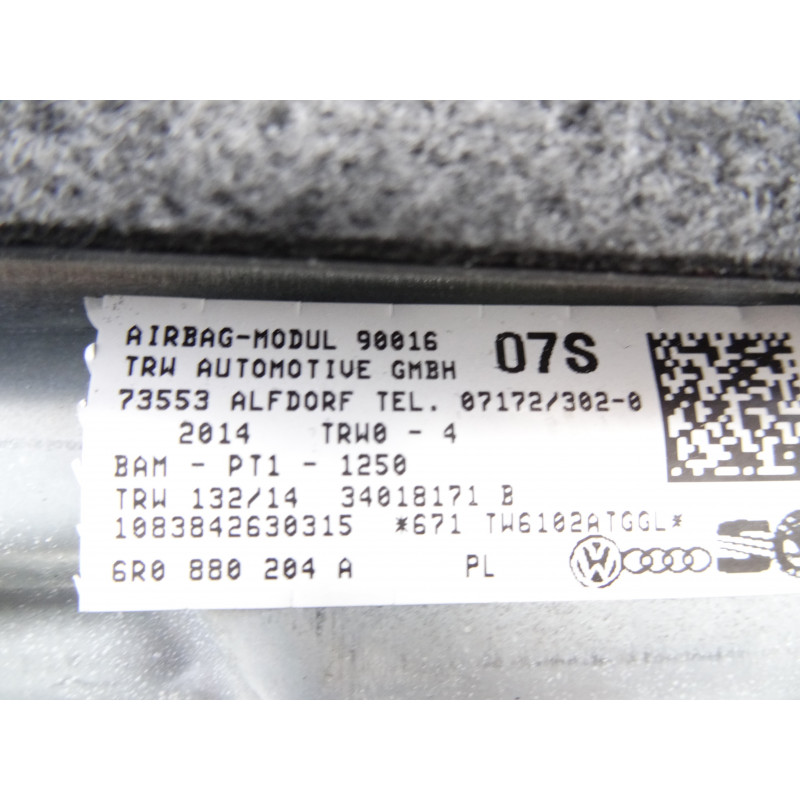 AIRBAG-MODUL 90016 07S
TRW AUTOMOTIVE GMBH
73553 ALFDORF TEL. 07172/302-0
2014 TRW0 - 4
BAM - PT1 - 1250
TRW 132/14 34018171 B
1083842630315 *671 TW6102ATGGL*
6R0 880 204 A PL